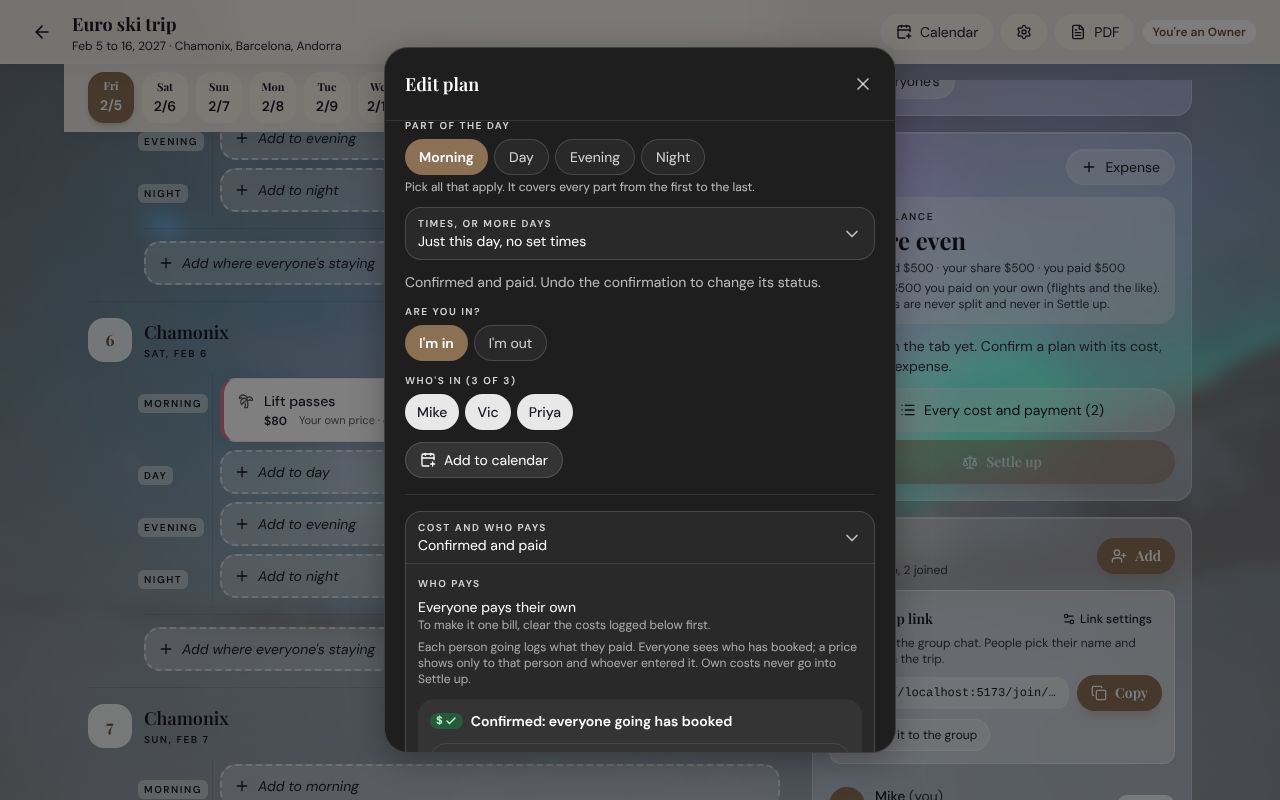 Euro ski trip
Feb 5 to 16, 2027 · Chamonix, Barcelona, Andorra
Calendar
PDF
You're an Owner
Fri
2/5
Sat
2/6
Sun
2/7
Mon
2/8
Tue
2/9
EVENING
Add to evening
NIGHT
Add to night
Add where everyone's staying
6
Chamonix
SAT, FEB 6
MORNING
Lift passes
$80 Your own price ·
DAY
Add to day
EVENING
Add to evening
NIGHT
Add to night
Add where everyone's staying
7
Chamonix
SUN, FEB 7
MORNING
Add to morning
Edit plan
PART OF THE DAY
Morning
Day
Evening
Night
Pick all that apply. It covers every part from the first to the last.
TIMES, OR MORE DAYS
Just this day, no set times
Confirmed and paid. Undo the confirmation to change its status.
ARE YOU IN?
I'm in
I'm out
WHO'S IN (3 OF 3)
Mike
Vic
Priya
Add to calendar
COST AND WHO PAYS
Confirmed and paid
WHO PAYS
Everyone pays their own
To make it one bill, clear the costs logged below first.
Each person going logs what they paid. Everyone sees who has booked; a price
shows only to that person and whoever entered it. Own costs never go into
Settle up.
$ ✓ Confirmed: everyone going has booked
Expense
even
$500 · your share $500 · you paid $500
$500 you paid on your own (flights and the like).
are never split and never in Settle up.
the tab yet. Confirm a plan with its cost,
expense.
Every cost and payment (2)
Settle up
2 joined
Add
link
Link settings
the group chat. People pick their name and
the trip.
/localhost:5173/join/…
Copy
it to the group
Mike (you)